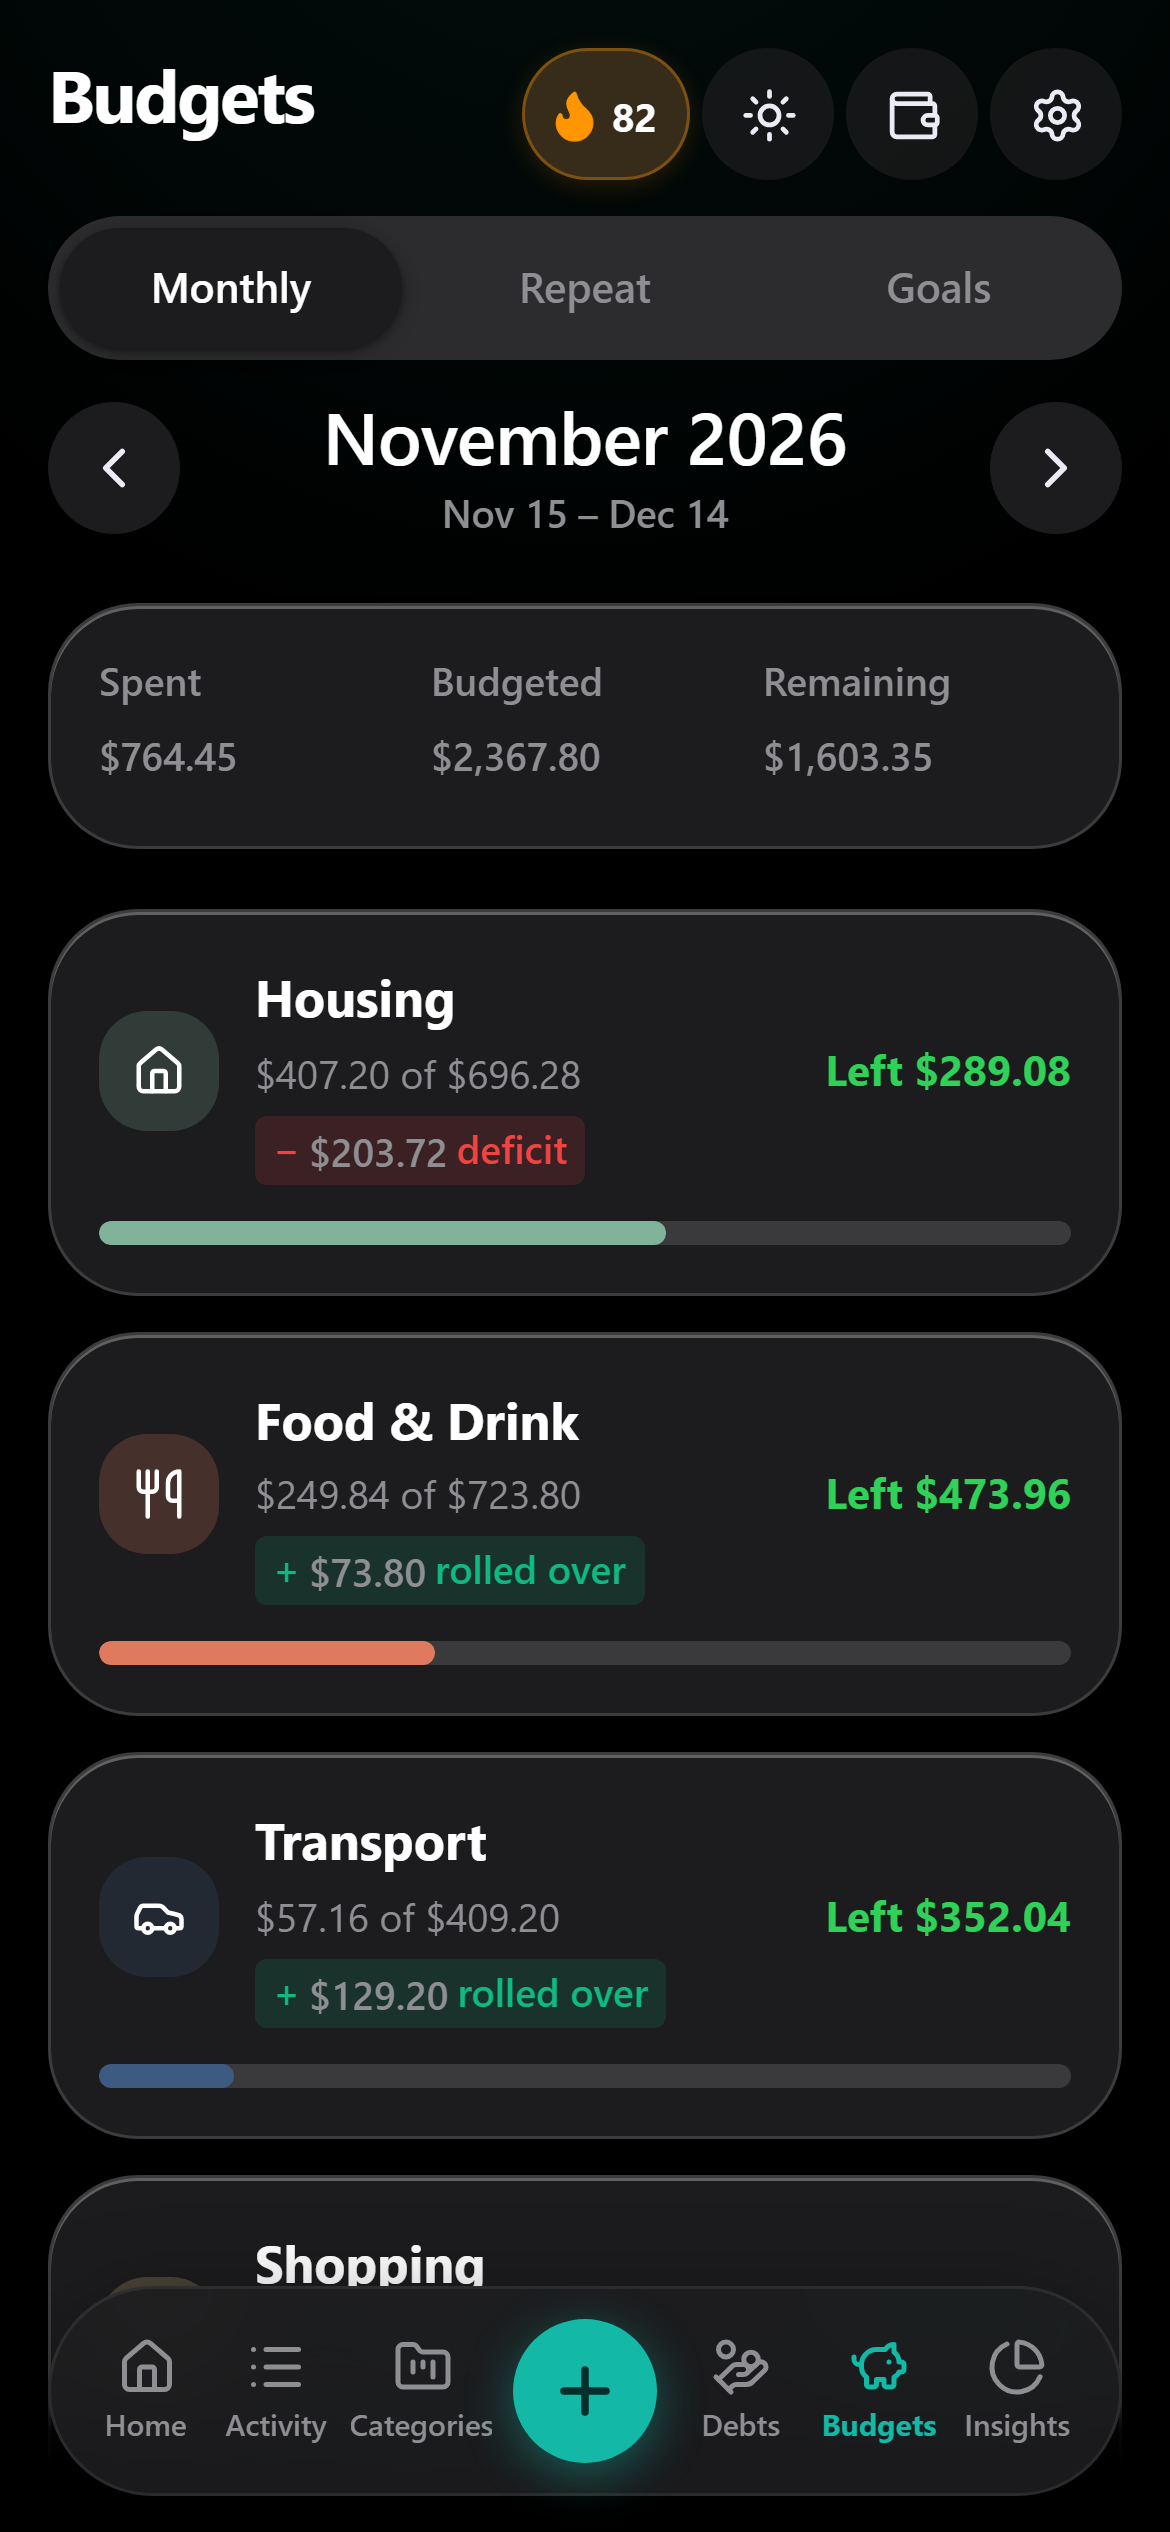 Budgets
82
Monthly
Repeat
Goals
November 2026
Nov 15 – Dec 14
Spent
Budgeted
Remaining
$764.45
$2,367.80
$1,603.35
Housing
$407.20 of $696.28
Left $289.08
– $203.72 deficit
Food & Drink
$249.84 of $723.80
Left $473.96
+ $73.80 rolled over
Transport
$57.16 of $409.20
Left $352.04
+ $129.20 rolled over
Shopping
Home
Activity
Categories
Debts
Budgets
Insights